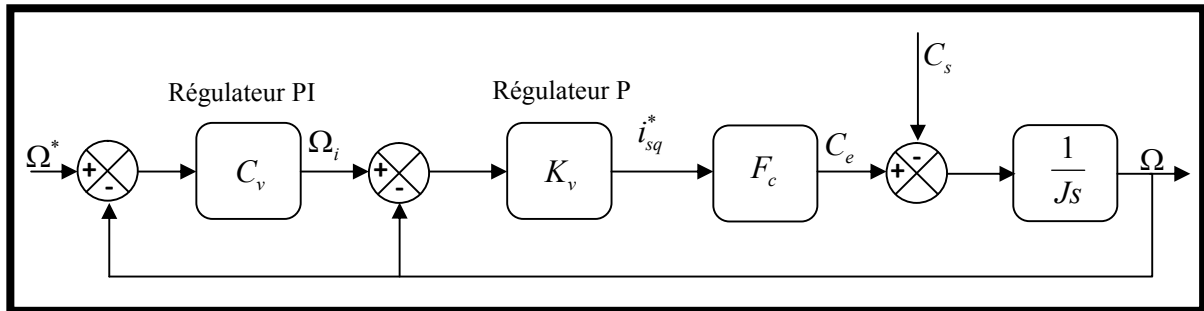 C_s
Régulateur PI
Régulateur P
Ω*
+
-
C_v
Ω_i
+
-
K_v
i*_sq
F_c
C_e
-
+
1
Js
Ω